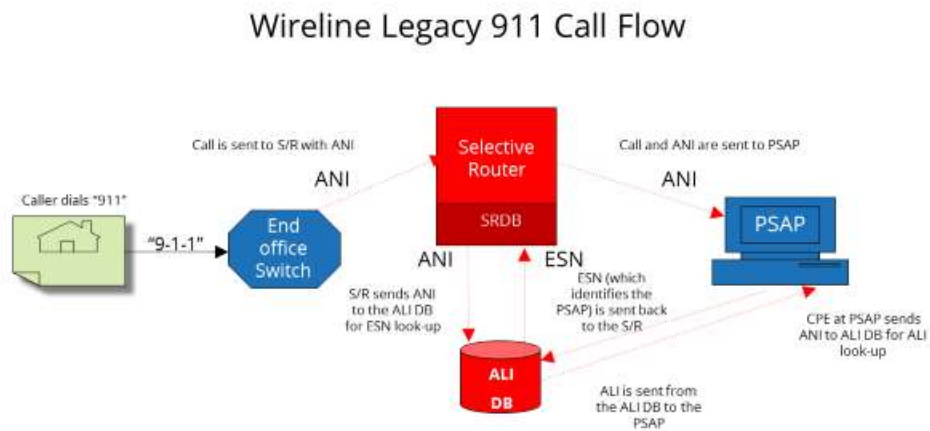 Wireline Legacy 911 Call Flow
Call is sent to S/R with ANI
Selective
Router
Call and ANI are sent to PSAP
ANI
ANI
Caller dials "911"
SRDB
End
office
Switch
PSAP
"9-1-1"
ANI
ESN
S/R sends ANI
to the ALI DB
for ESN look-up
ESN (which
identifies the
PSAP) is sent back
to the S/R
CPE at PSAP sends
ANI to ALI DB for ALI
look-up
ALI
DB
ALI is sent from
the ALI DB to the
PSAP